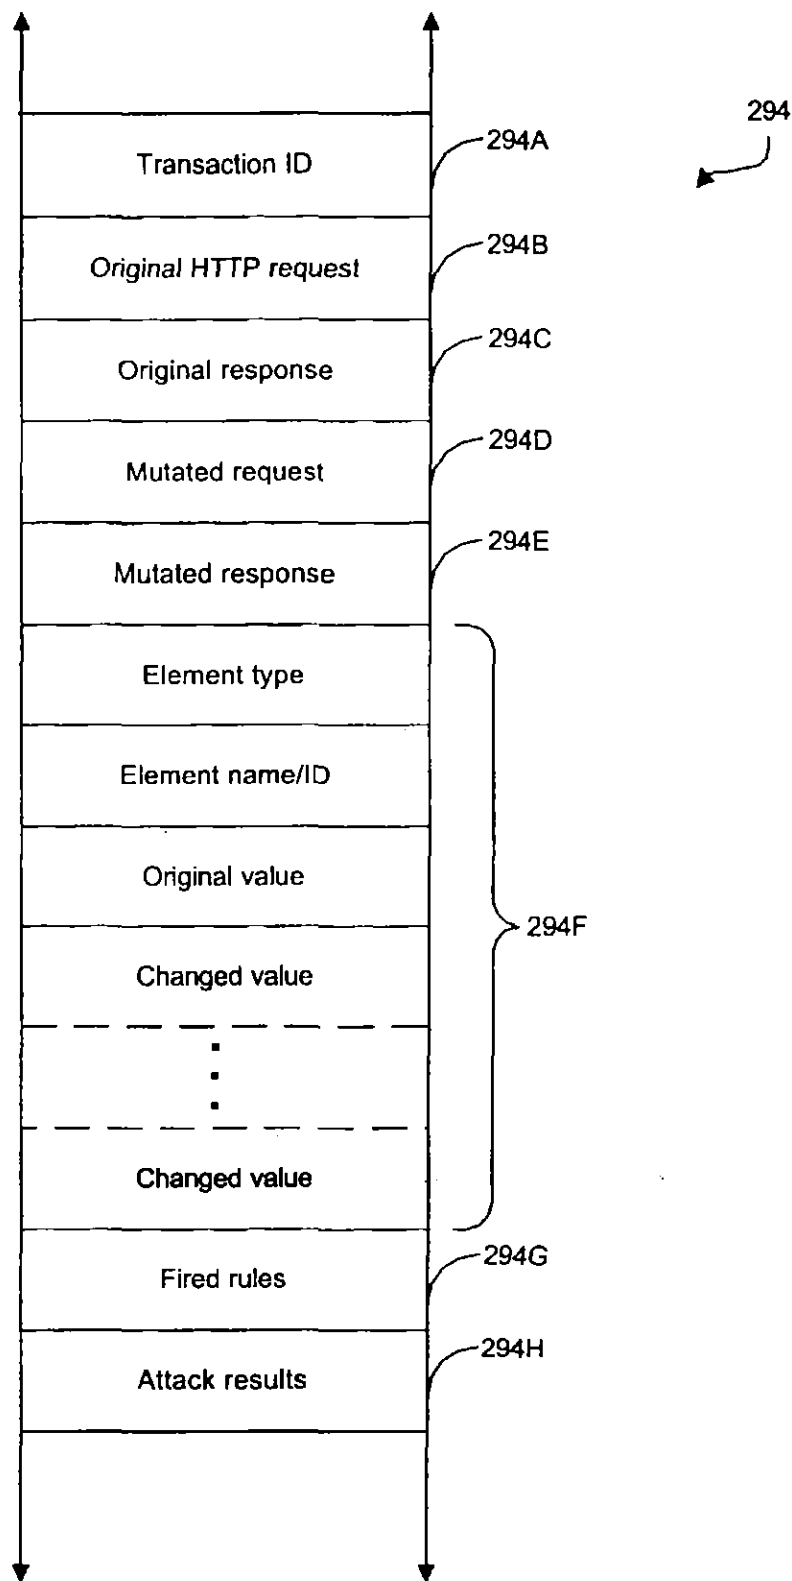 294
Transaction ID
294A
Original HTTP request
294B
Original response
294C
Mutated request
294D
Mutated response
294E
Element type
Element name/ID
Original value
294F
Changed value
Changed value
Fired rules
294G
Attack results
294H